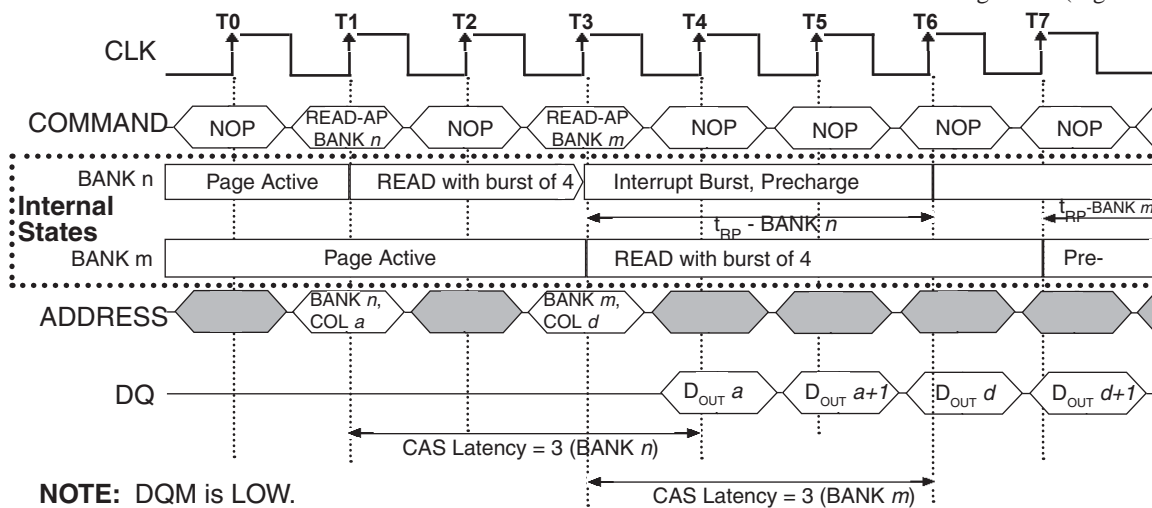 T0 T1 T2 T3 T4 T5 T6 T7
CLK
COMMAND NOP READ-AP BANK n NOP READ-AP BANK m NOP NOP NOP NOP
Internal States
BANK n Page Active READ with burst of 4 Interrupt Burst, Precharge
tRP - BANK n tRP-BANK m
BANK m Page Active READ with burst of 4 Pre-
ADDRESS BANK n, COL a BANK m, COL d
DQ DOUT a DOUT a+1 DOUT d DOUT d+1
CAS Latency = 3 (BANK n)
NOTE: DQM is LOW.
CAS Latency = 3 (BANK m)